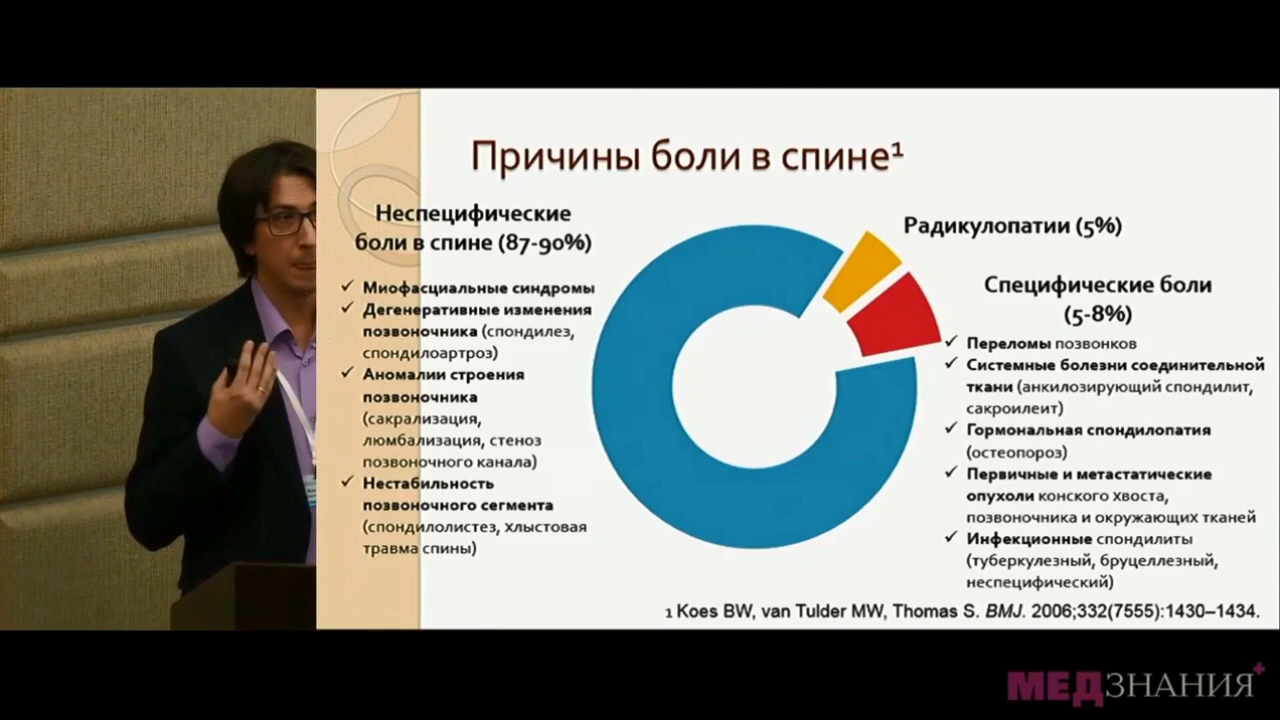 Причины боли в спине¹
Неспецифические
боли в спине (87-90%)
✓ Миофасциальные синдромы
✓ Дегенеративные изменения
позвоночника (спондилез,
спондилоартроз)
✓ Аномалии строения
позвоночника
(сакрализация,
люмбализация, стеноз
позвоночного канала)
✓ Нестабильность
позвоночного сегмента
(спондилолистез, хлыстовая
травма спины)
Радикулопатии (5%)
Специфические боли
(5-8%)
✓ Переломы позвонков
✓ Системные болезни соединительной
ткани (анкилозирующий спондилит,
сакроилеит)
✓ Гормональная спондилопатия
(остеопороз)
✓ Первичные и метастатические
опухоли конского хвоста,
позвоночника и окружающих тканей
✓ Инфекционные спондилиты
(туберкулезный, бруцеллезный,
неспецифический)
1 Koes BW, van Tulder MW, Thomas S. BMJ. 2006;332(7555):1430–1434.
МЕДЗНАНИЯ+